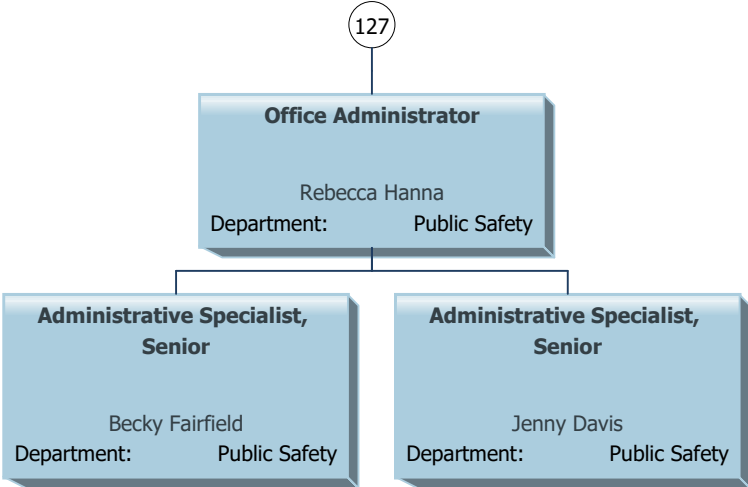 127
Office Administrator
Rebecca Hanna
Department: Public Safety
Administrative Specialist,
Senior
Becky Fairfield
Department: Public Safety
Administrative Specialist,
Senior
Jenny Davis
Department: Public Safety